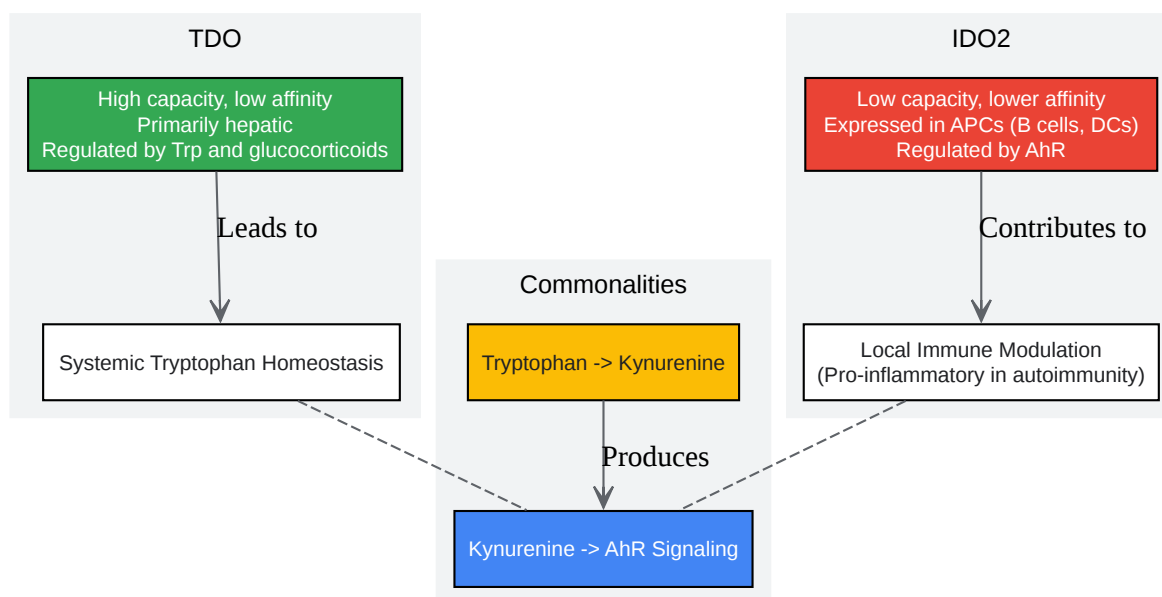 TDO
High capacity, low affinity
Primarily hepatic
Regulated by Trp and glucocorticoids
Leads to
Systemic Tryptophan Homeostasis
IDO2
Low capacity, lower affinity
Expressed in APCs (B cells, DCs)
Regulated by AhR
Contributes to
Local Immune Modulation
(Pro-inflammatory in autoimmunity)
Commonalities
Tryptophan -> Kynurenine
Produces
Kynurenine -> AhR Signaling